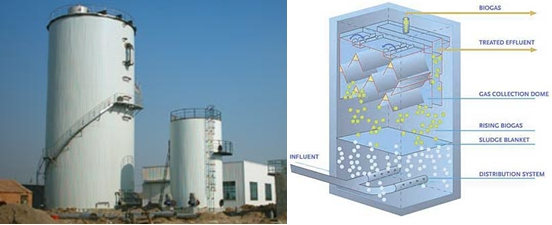 BIOGAS
TREATED EFFLUENT
GAS COLLECTION DOME
RISING BIOGAS
SLUDGE BLANKET
INFLUENT
DISTRIBUTION SYSTEM